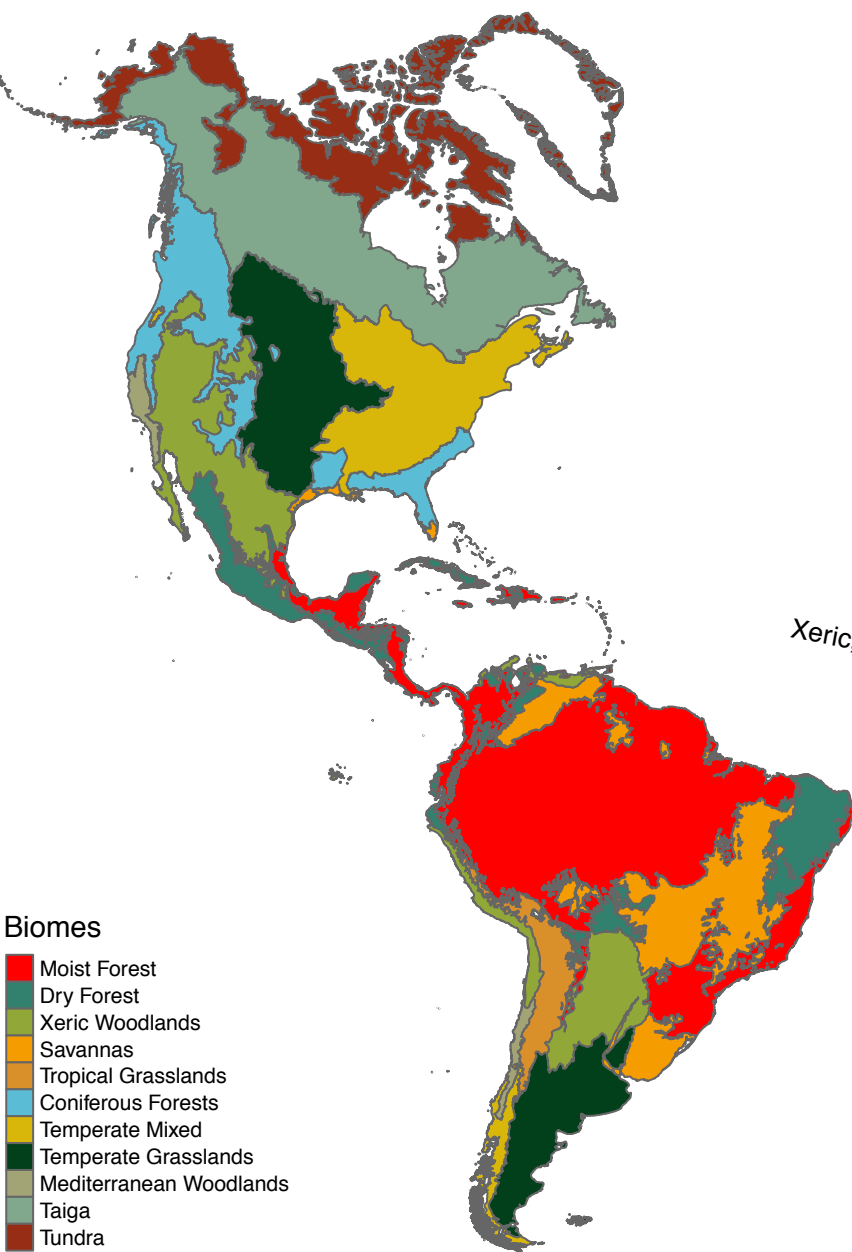 Xeric,
Biomes
Moist Forest
Dry Forest
Xeric Woodlands
Savannas
Tropical Grasslands
Coniferous Forests
Temperate Mixed
Temperate Grasslands
Mediterranean Woodlands
Taiga
Tundra